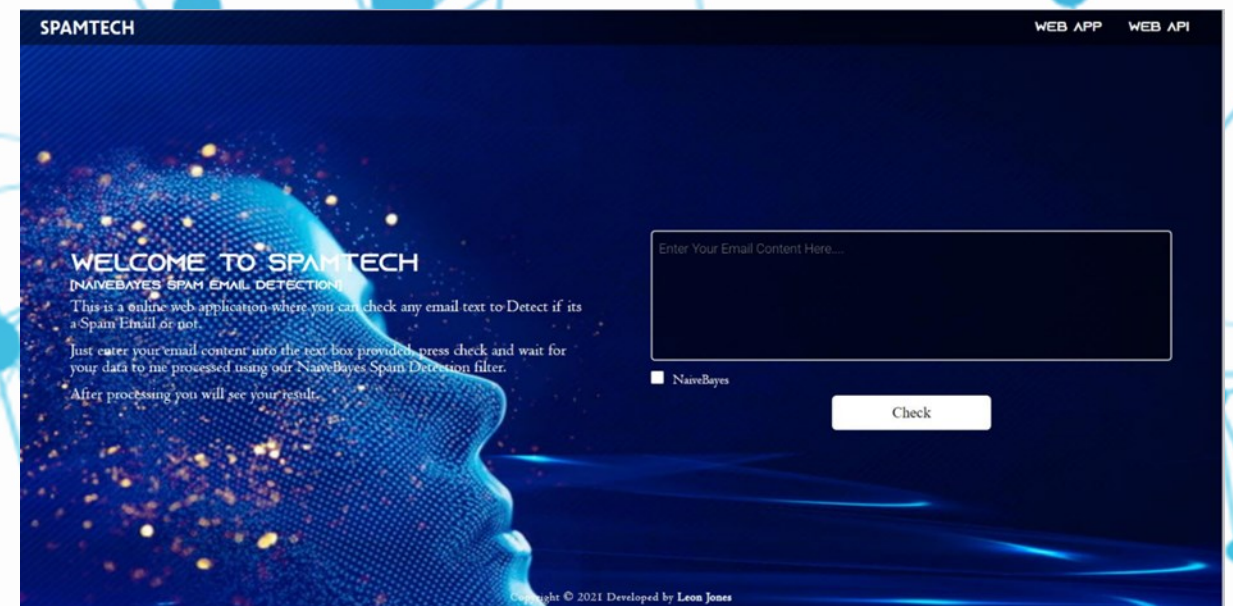 SPAMTECH
WEB APP WEB API
WELCOME TO SPAMTECH
[NAIVEBAYES SPAM EMAIL DETECTION]
This is a online web application where you can check any email text to Detect if its
a Spam Email or not.
Just enter your email content into the text box provided, press check and wait for
your data to me processed using our NaiveBayes Spam Detection filter.
After processing you will see your result.
Enter Your Email Content Here....
NaiveBayes
Check
Copyright © 2021 Developed by Leon Jones